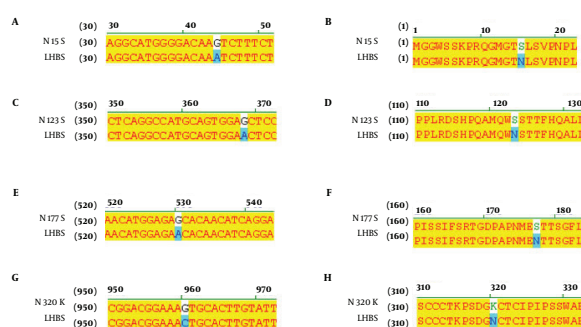 A (30) 30 40 50
N 15 S (30) AGGCATGGGGACAAGTCTTTCT
LHBS (30) AGGCATGGGGACAAATCTTTCT
B (1) 1 10 20
N 15 S (1) MGGWSSKPRQGMGTSLSVPNPL
LHBS (1) MGGWSSKPRQGMGTNLSVPNPL
C (350) 350 360 370
N 123 S (350) CTCAGGCCATGCAGTGGAGCTCC
LHBS (350) CTCAGGCCATGCAGTGGAACTCC
D (110) 110 120 130
N 123 S (110) PPLRDSHPQAMQWSSTTFHQALI
LHBS (110) PPLRDSHPQAMQWNSTTFHQALI
E (520) 520 530 540
N 177 S (520) AACATGGAGAGCACAACATCAGGA
LHBS (520) AACATGGAGAACACAACATCAGGA
F (160) 160 170 180
N 177 S (160) PISSIFSRTGDPAPNMESTTSGFL
LHBS (160) PISSIFSRTGDPAPNMENTTSGFL
G (950) 950 960 970
N 320 K (950) CGGACGGAAAGTGCACTTGTATT
LHBS (950) CGGACGGAAACTGCACTTGTATT
H (310) 310 320 330
N 320 K (310) SCCCTKPSDGKCTCIPIPSSWAF
LHBS (310) SCCCTKPSDGNCTCIPIPSSWAF